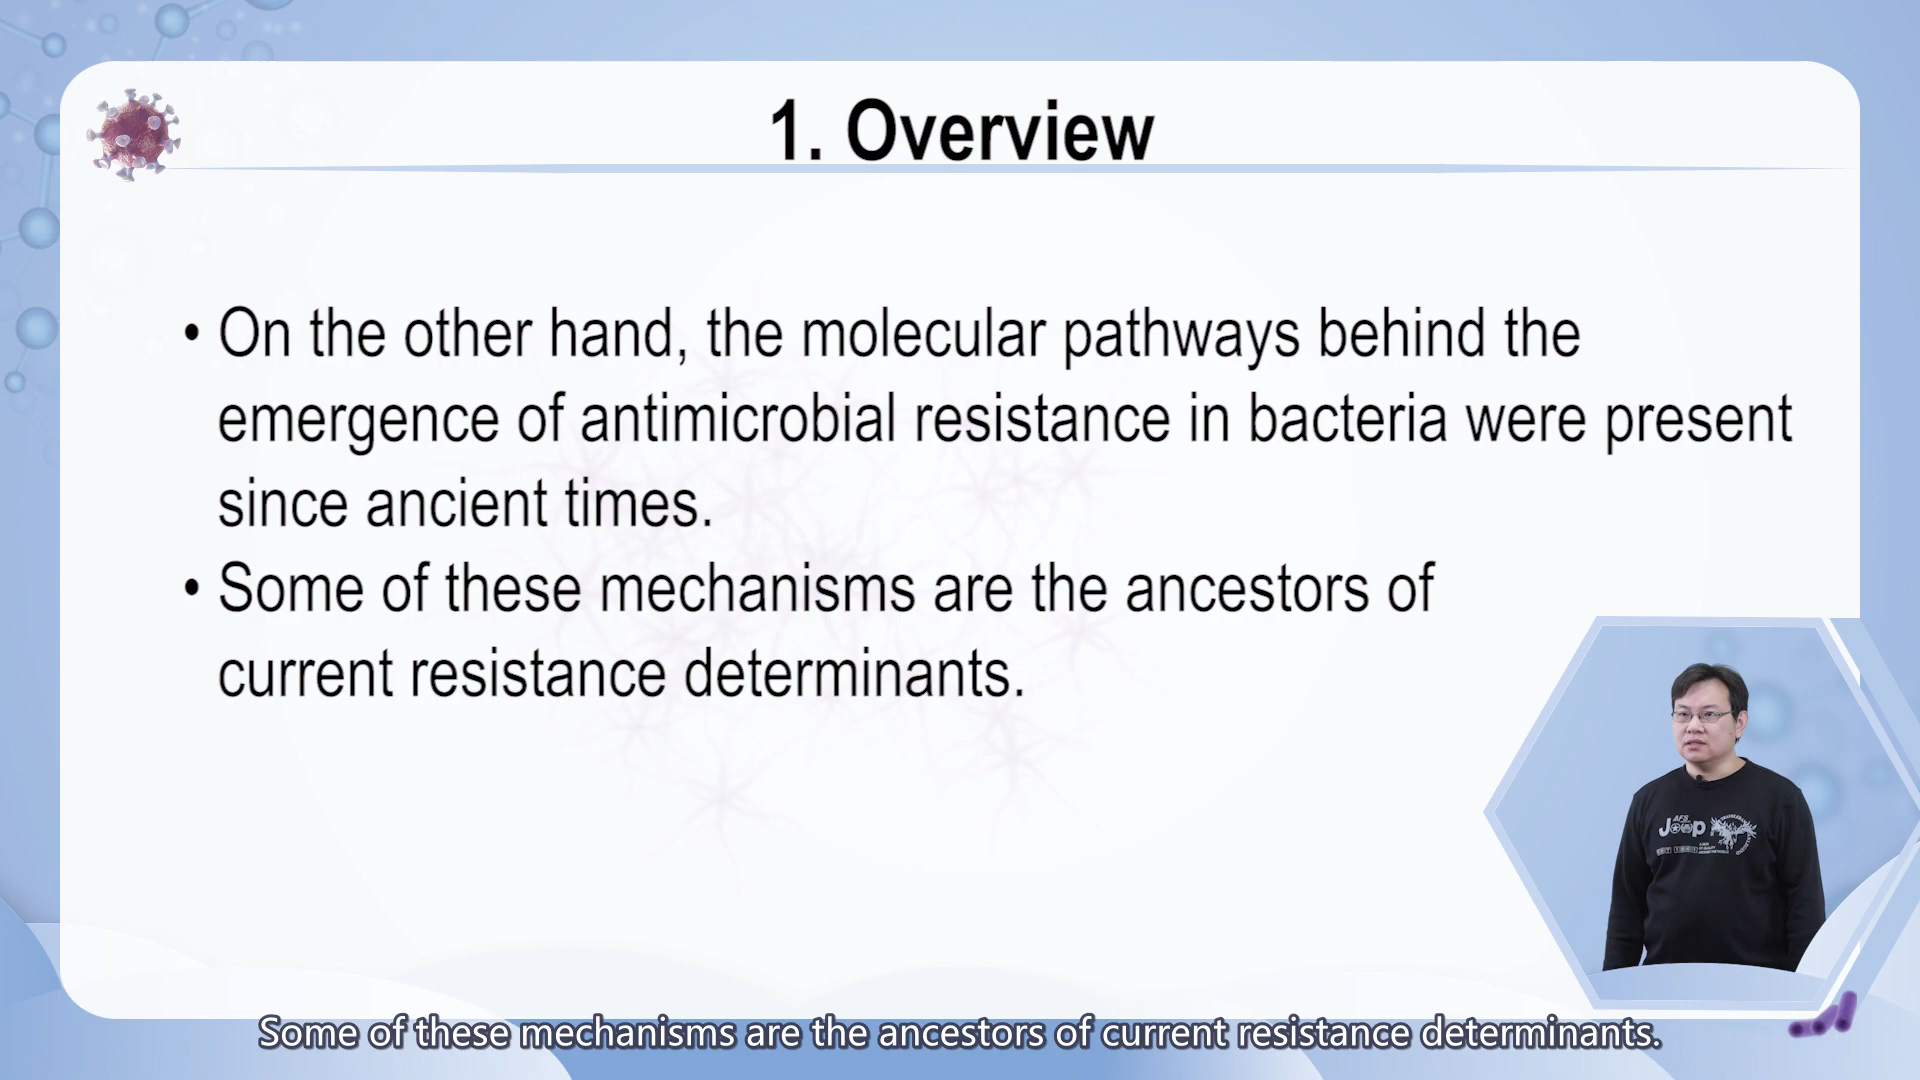 1. Overview
• On the other hand, the molecular pathways behind the
emergence of antimicrobial resistance in bacteria were present
since ancient times.
• Some of these mechanisms are the ancestors of
current resistance determinants.
AFS
Jeep
Some of these mechanisms are the ancestors of current resistance determinants.